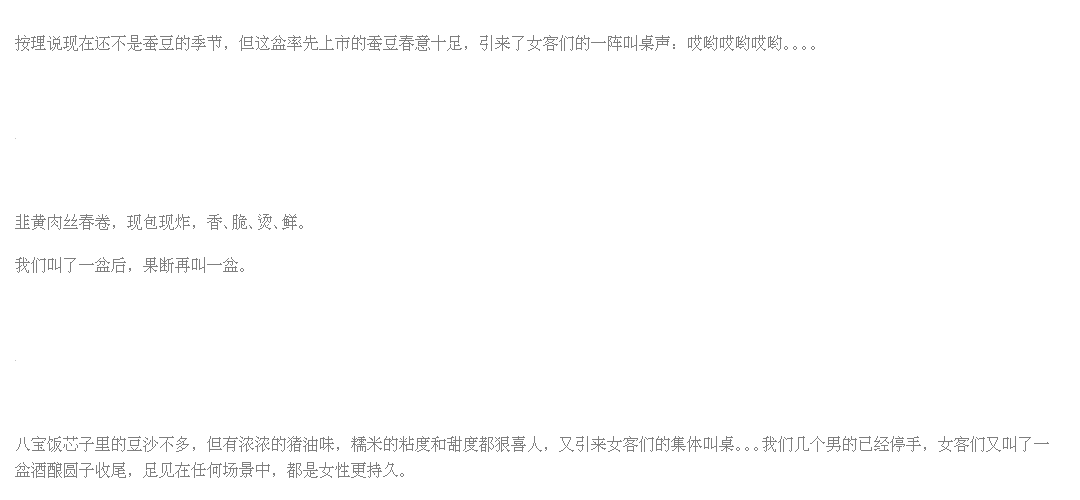 按理说现在还不是蚕豆的季节，但这盆率先上市的蚕豆春意十足，引来了女客们的一阵叫桌声：哎哟哎哟哎哟。。。。
韭黄肉丝春卷，现包现炸，香、脆、烫、鲜。
我们叫了一盆后，果断再叫一盆。
八宝饭芯子里的豆沙不多，但有浓浓的猪油味，糯米的粘度和甜度都狠喜人，又引来女客们的集体叫桌。。。我们几个男的已经停手，女客们又叫了一
盆酒酿圆子收尾，足见在任何场景中，都是女性更持久。